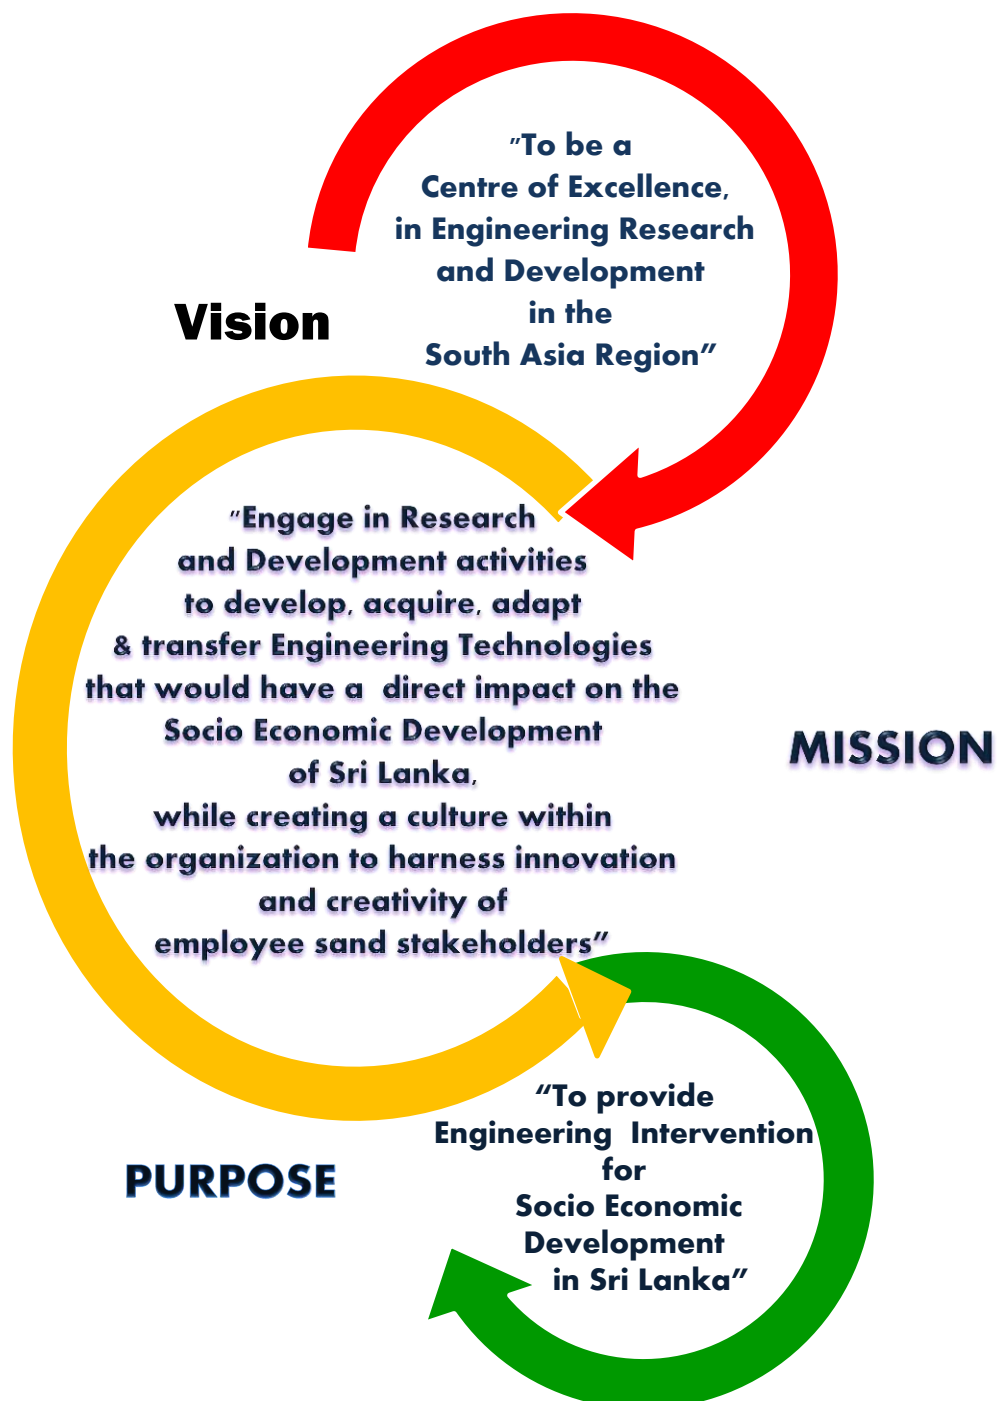 "To be a
Centre of Excellence,
in Engineering Research
and Development
in the
South Asia Region"
Vision
"Engage in Research
and Development activities
to develop, acquire, adapt
& transfer Engineering Technologies
that would have a direct impact on the
Socio Economic Development
of Sri Lanka,
while creating a culture within
the organization to harness innovation
and creativity of
employee sand stakeholders"
MISSION
“To provide
Engineering Intervention
for
Socio Economic
Development
in Sri Lanka”
PURPOSE